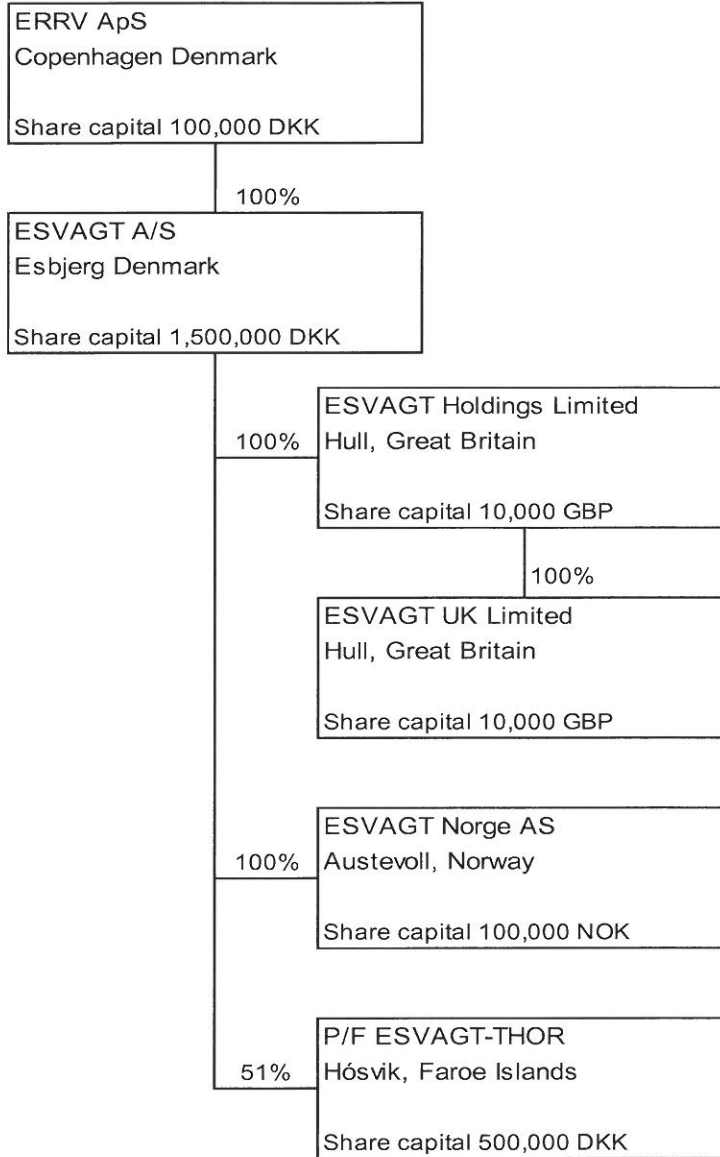 ERRV ApS
Copenhagen Denmark
Share capital 100,000 DKK
100%
ESVAGT A/S
Esbjerg Denmark
Share capital 1,500,000 DKK
ESVAGT Holdings Limited
100%
Hull, Great Britain
Share capital 10,000 GBP
100%
ESVAGT UK Limited
Hull, Great Britain
Share capital 10,000 GBP
ESVAGT Norge AS
100%
Austevoll, Norway
Share capital 100,000 NOK
P/F ESVAGT-THOR
51%
Hósvik, Faroe Islands
Share capital 500,000 DKK